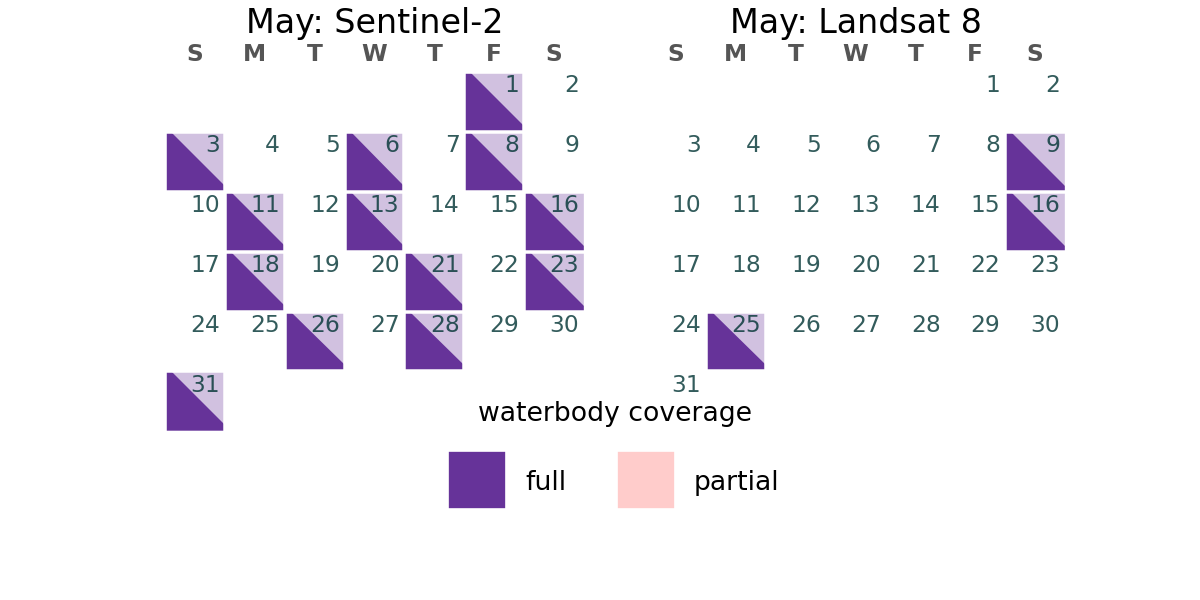 May: Sentinel-2
S M T W T F S
1 2
3 4 5 6 7 8 9
10 11 12 13 14 15 16
17 18 19 20 21 22 23
24 25 26 27 28 29 30
31
May: Landsat 8
S M T W T F S
1 2
3 4 5 6 7 8 9
10 11 12 13 14 15 16
17 18 19 20 21 22 23
24 25 26 27 28 29 30
31
waterbody coverage
full partial